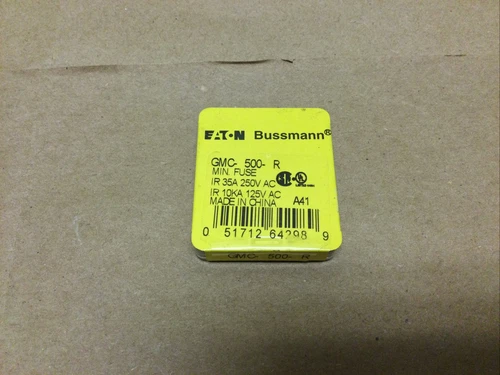 EATON Bussmann®
GMC- 500- R
MIN. FUSE
IR 35A 250V AC
IR 10KA 125V AC
MADE IN CHINA A41
0 51712 64298 9
GMC- 500- R